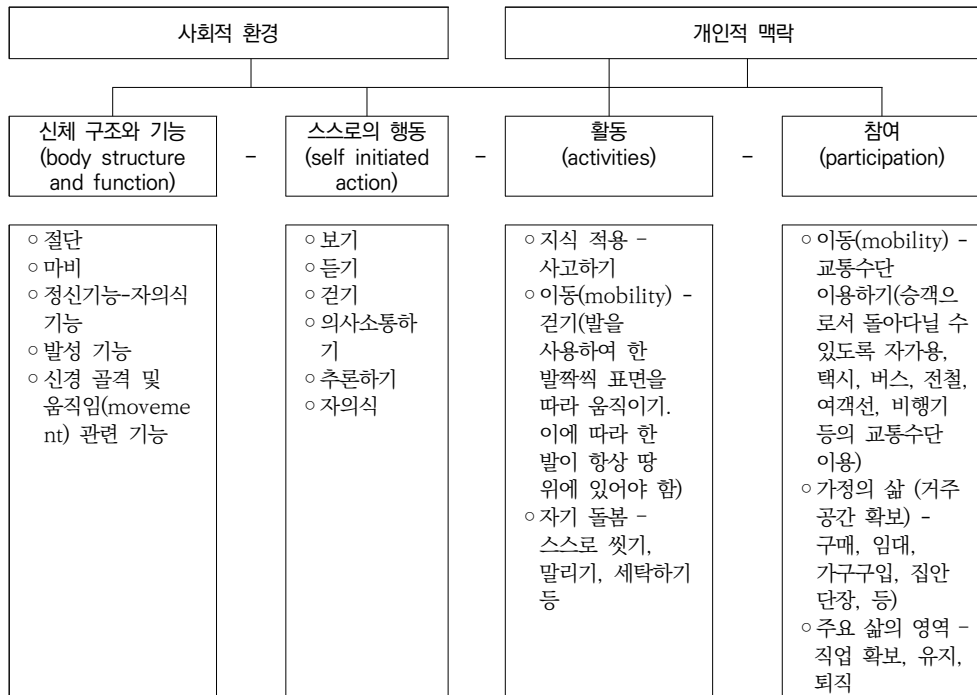 사회적 환경
개인적 맥락
신체 구조와 기능
(body structure
and function)
-
스스로의 행동
(self initiated
action)
-
활동
(activities)
-
참여
(participation)
○ 절단
○ 마비
○ 정신기능-자의식
기능
○ 발성 기능
○ 신경 골격 및
움직임(moveme
nt) 관련 기능
○ 보기
○ 듣기
○ 걷기
○ 의사소통하
기
○ 추론하기
○ 자의식
○ 지식 적용 -
사고하기
○ 이동(mobility) -
걷기(발을
사용하여 한
발짝씩 표면을
따라 움직이기.
이에 따라 한
발이 항상 땅
위에 있어야 함)
○ 자기 돌봄 -
스스로 씻기,
말리기, 세탁하기
등
○ 이동(mobility) -
교통수단
이용하기(승객으
로서 돌아다닐 수
있도록 자가용,
택시, 버스, 전철,
여객선, 비행기
등의 교통수단
이용)
○ 가정의 삶 (거주
공간 확보) -
구매, 임대,
가구구입, 집안
단장, 등)
○ 주요 삶의 영역 -
직업 확보, 유지,
퇴직